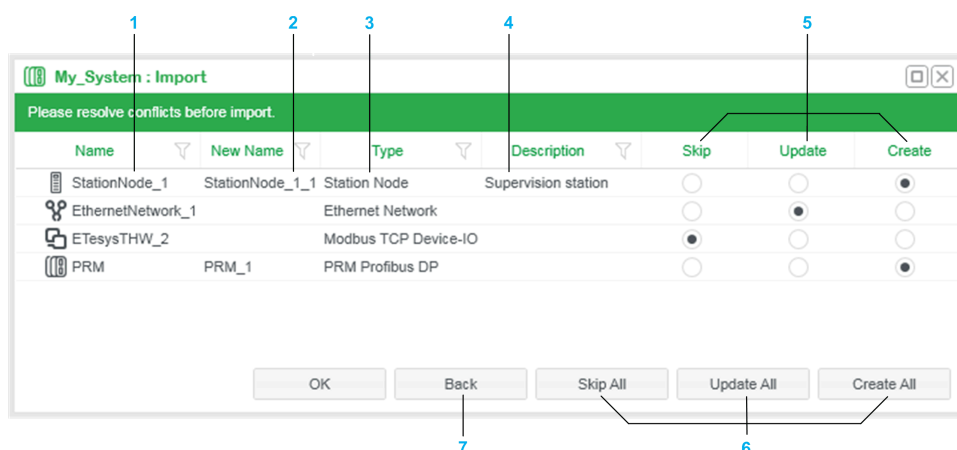 1 2 3 4 5
My_System : Import
Please resolve conflicts before import.
Name New Name Type Description Skip Update Create
StationNode_1 StationNode_1_1 Station Node Supervision station
EthernetNetwork_1 Ethernet Network
ETesysTHW_2 Modbus TCP Device-IO
PRM PRM_1 PRM Profibus DP
OK Back Skip All Update All Create All
7 6